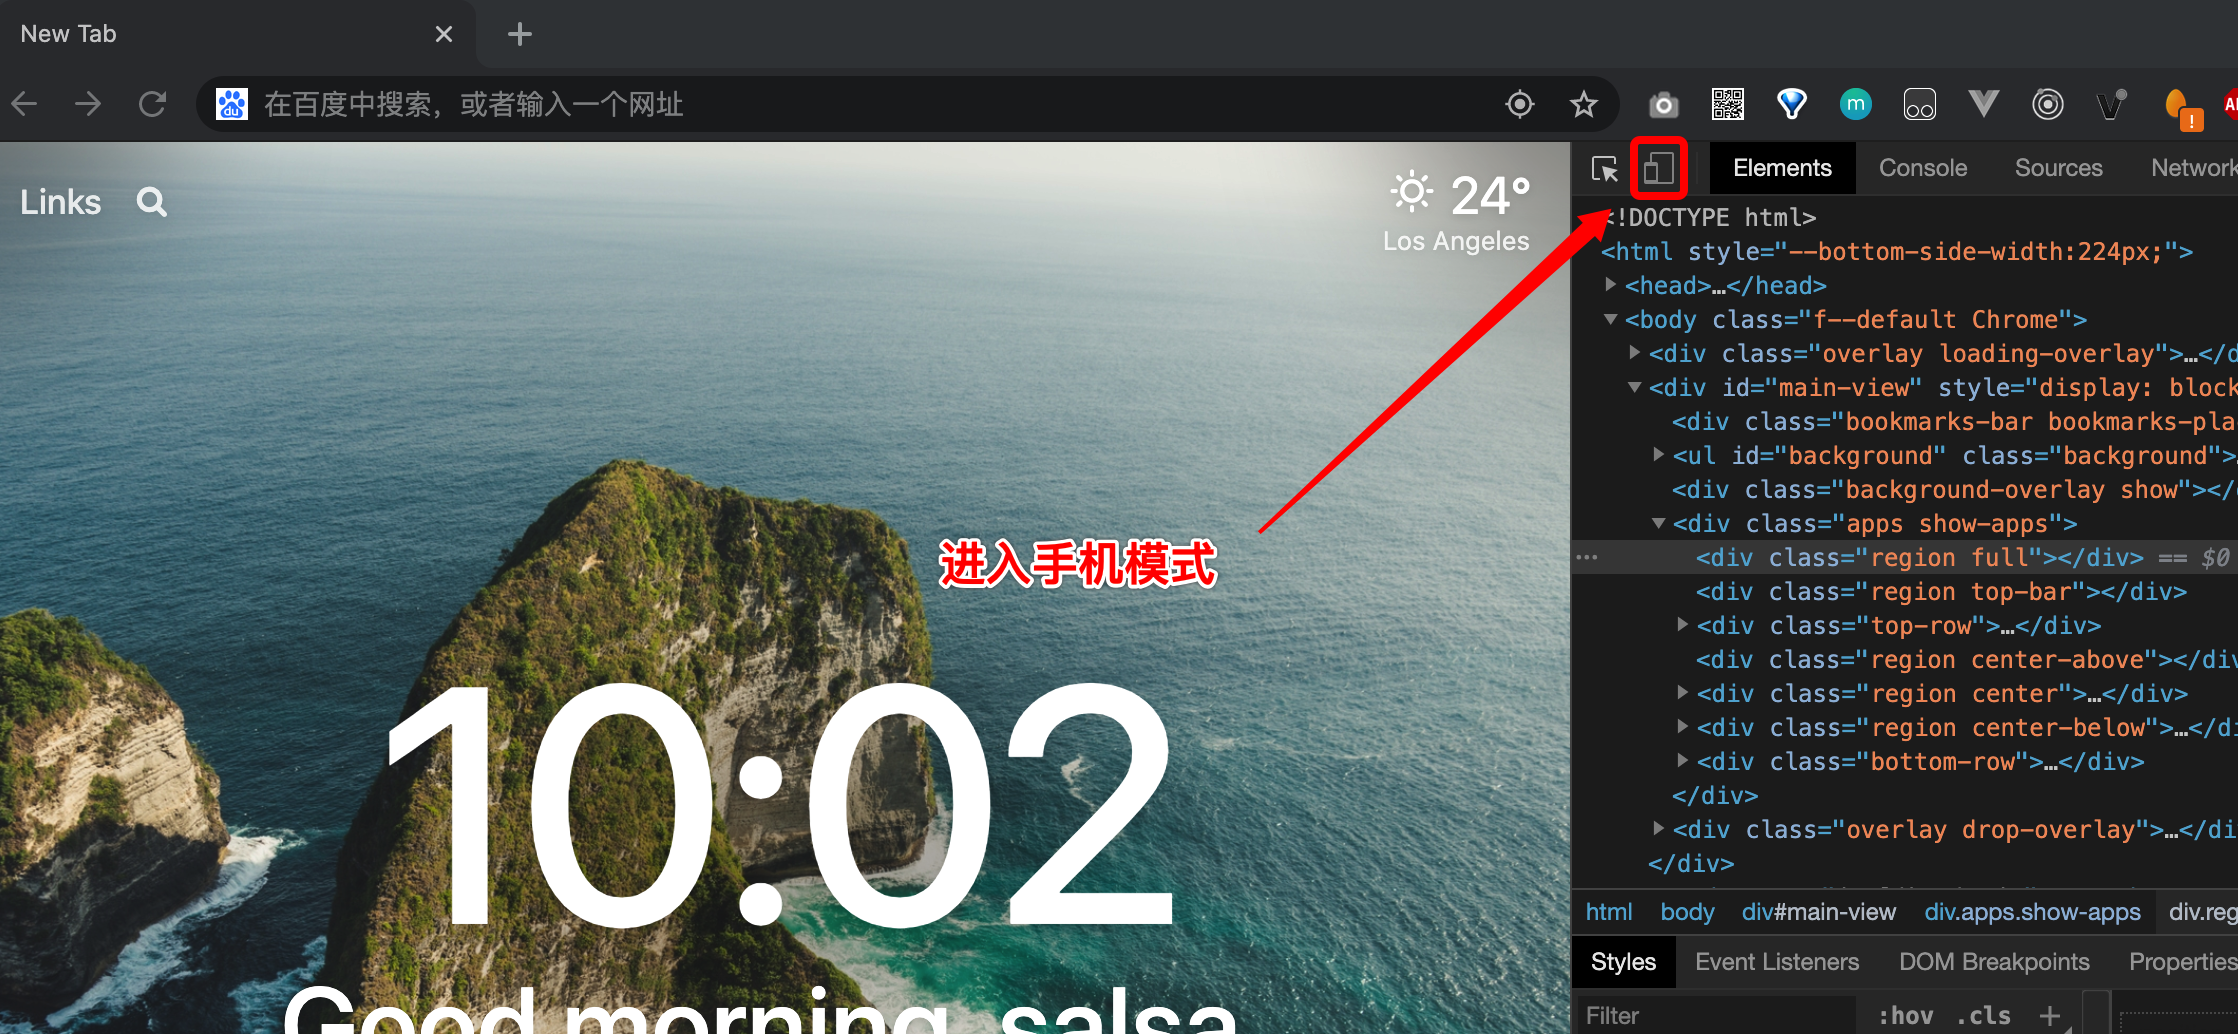 New Tab
在百度中搜索，或者输入一个网址
Links
24°
Los Angeles
进入手机模式
10:02
Good morning, salsa
Elements Console Sources Network
<!DOCTYPE html>
<html style="--bottom-side-width:224px;">
<head>…</head>
<body class="f--default Chrome">
<div class="overlay loading-overlay">…</d
<div id="main-view" style="display: block
<div class="bookmarks-bar bookmarks-pla
<ul id="background" class="background">
<div class="background-overlay show"></
<div class="apps show-apps">
<div class="region full"></div> == $0
<div class="region top-bar"></div>
<div class="top-row">…</div>
<div class="region center-above"></div
<div class="region center">…</div>
<div class="region center-below">…</di
<div class="bottom-row">…</div>
</div>
<div class="overlay drop-overlay">…</di
</div>
html body div#main-view div.apps.show-apps div.reg
Styles Event Listeners DOM Breakpoints Properties
Filter :hov .cls +